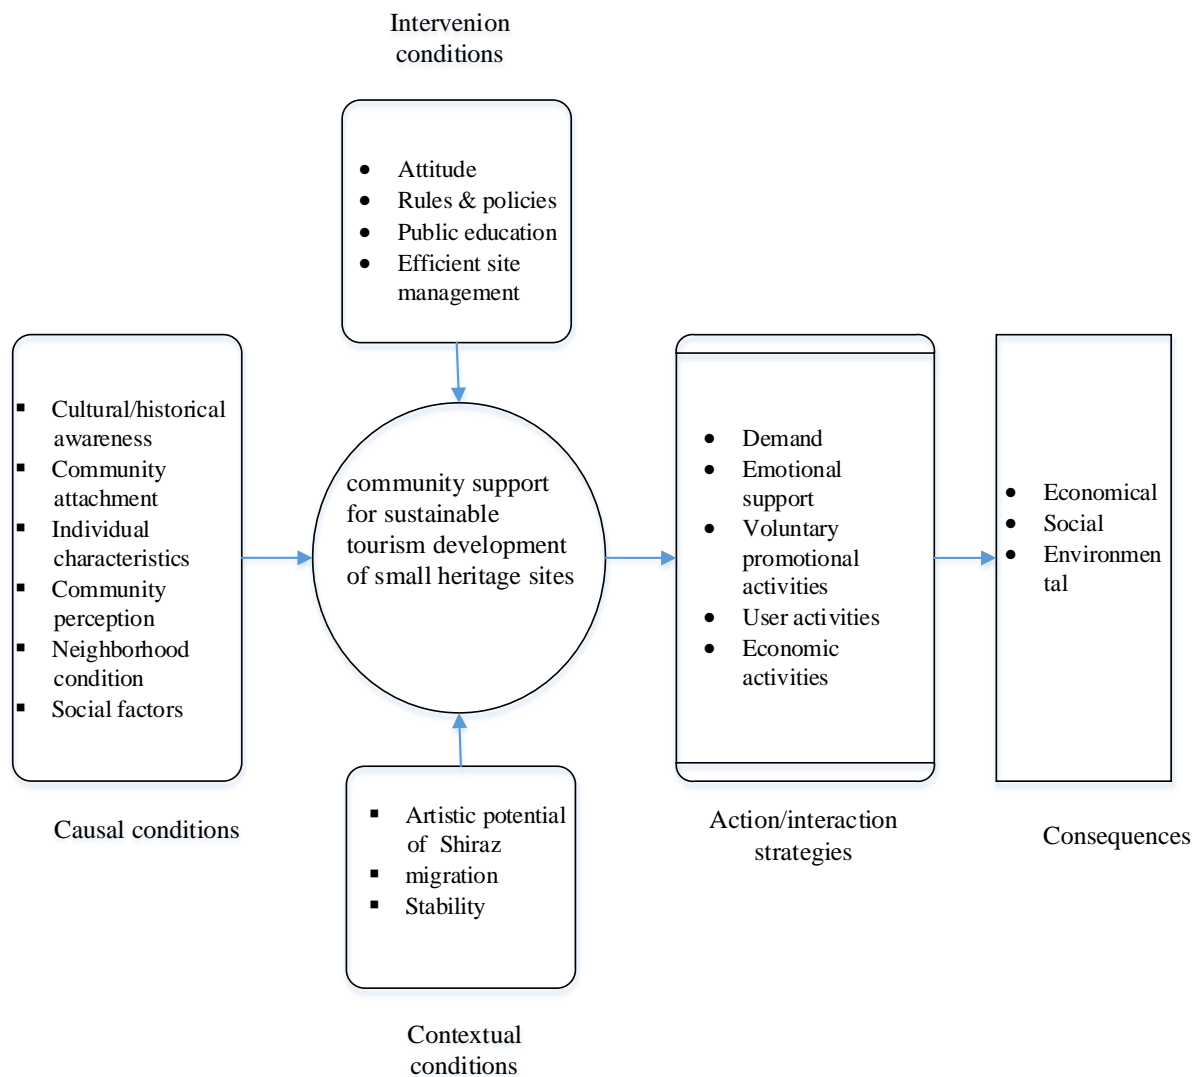 Intervenion
conditions
● Attitude
● Rules & policies
● Public education
● Efficient site
management
▪ Cultural/historical
awareness
▪ Community
attachment
▪ Individual
characteristics
▪ Community
perception
▪ Neighborhood
condition
▪ Social factors
Causal conditions
community support
for sustainable
tourism development
of small heritage sites
▪ Artistic potential
of Shiraz
▪ migration
▪ Stability
Contextual
conditions
● Demand
● Emotional
support
● Voluntary
promotional
activities
● User activities
● Economic
activities
Action/interaction
strategies
● Economical
● Social
● Environmen
tal
Consequences